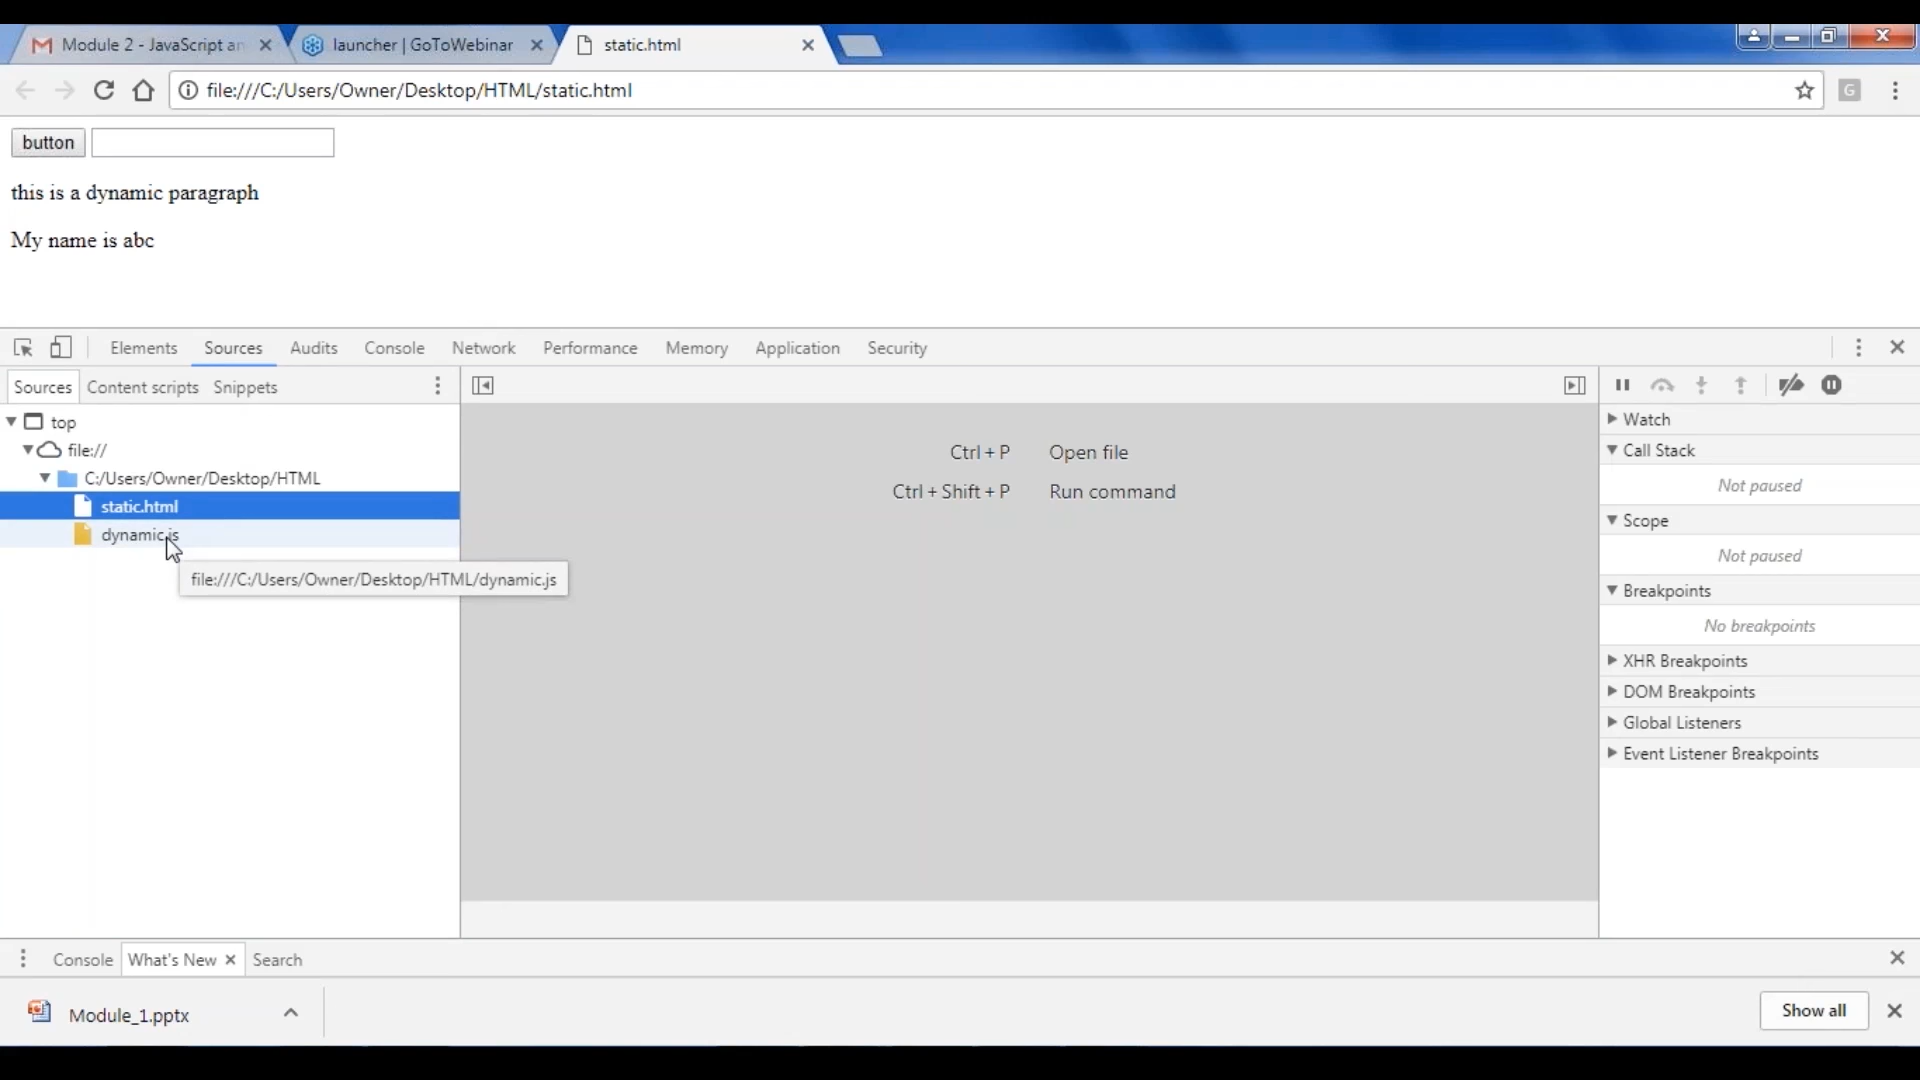 Module 2 - JavaScript an
launcher | GoToWebinar
static.html
file:///C:/Users/Owner/Desktop/HTML/static.html
G
button
this is a dynamic paragraph
My name is abc
Elements Sources Audits Console Network Performance Memory Application Security
Sources Content scripts Snippets
top
file://
C:/Users/Owner/Desktop/HTML
static.html
dynamic.js
file:///C:/Users/Owner/Desktop/HTML/dynamic.js
Ctrl + P Open file
Ctrl + Shift + P Run command
Watch
Call Stack
Not paused
Scope
Not paused
Breakpoints
No breakpoints
XHR Breakpoints
DOM Breakpoints
Global Listeners
Event Listener Breakpoints
Console What's New Search
Module_1.pptx
Show all